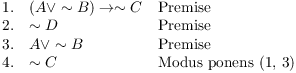 1. (A∨ ∼ B) →∼ C Premise
2. ∼ D Premise
3. A∨ ∼ B Premise
4. ∼ C Modus ponens (1, 3)